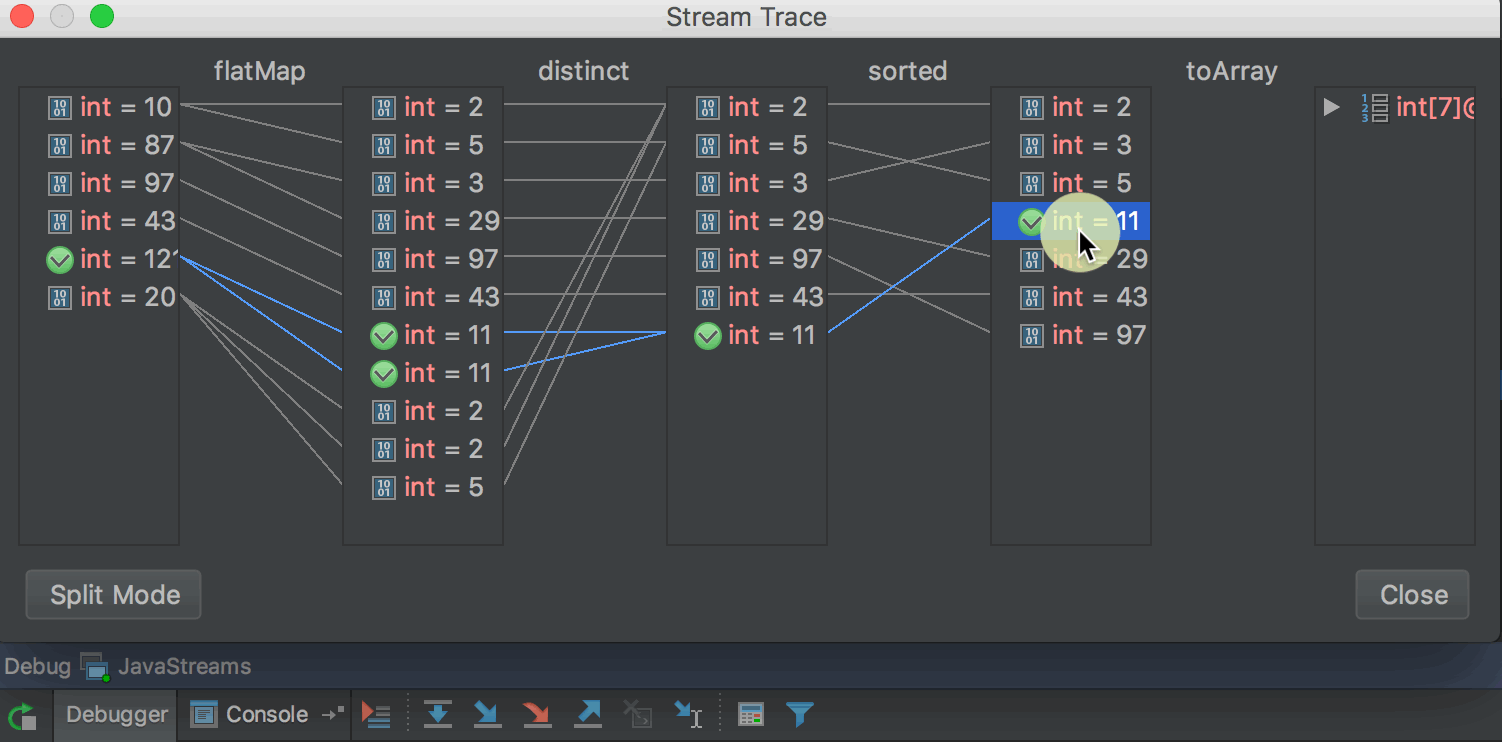 Stream Trace
flatMap distinct sorted toArray
int = 10 int = 2 int = 2 int = 2 int[7]@
int = 87 int = 5 int = 5 int = 3
int = 97 int = 3 int = 3 int = 5
int = 43 int = 29 int = 29 int = 11
int = 12 int = 97 int = 97 int = 29
int = 20 int = 43 int = 43 int = 43
int = 11 int = 11 int = 97
int = 11
int = 2
int = 2
int = 5
Split Mode Close
Debug JavaStreams
Debugger Console